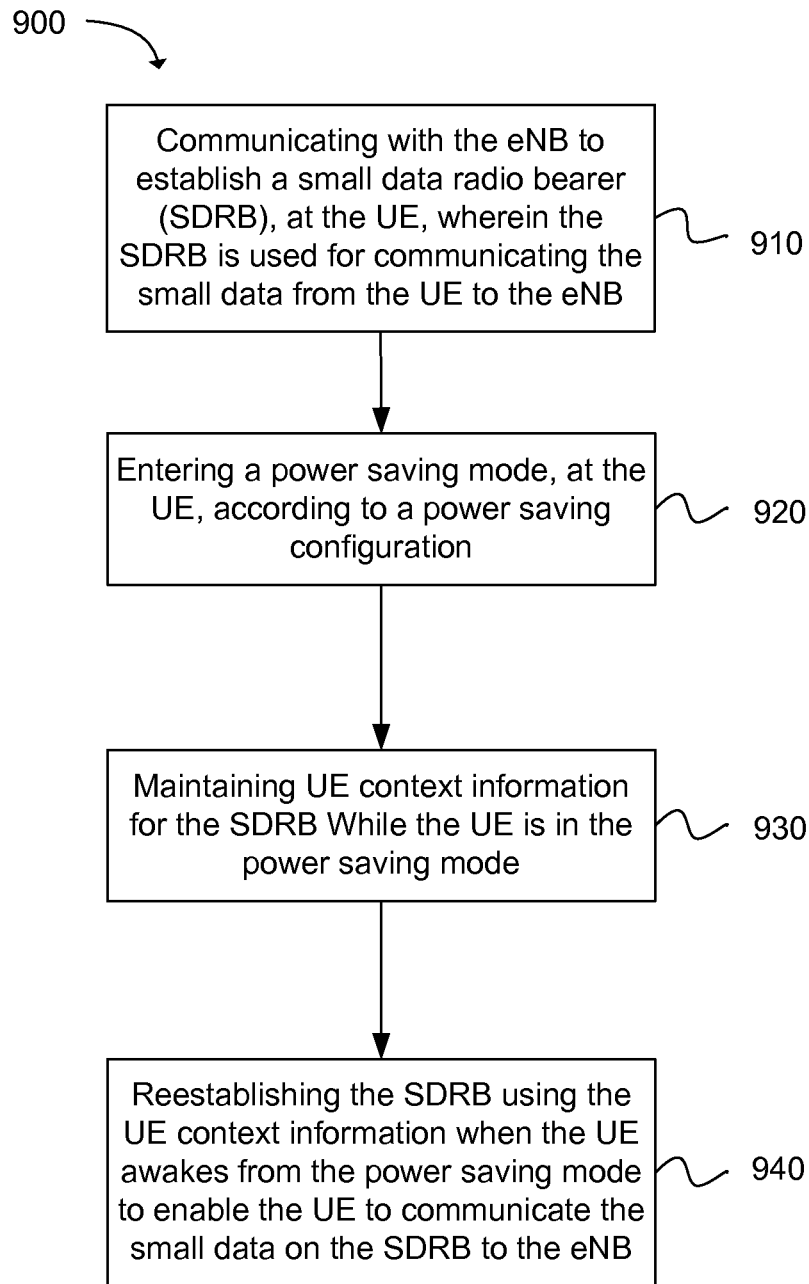 900
Communicating with the eNB to
establish a small data radio bearer
(SDRB), at the UE, wherein the
SDRB is used for communicating the
small data from the UE to the eNB
910
Entering a power saving mode, at the
UE, according to a power saving
configuration
920
Maintaining UE context information
for the SDRB While the UE is in the
power saving mode
930
Reestablishing the SDRB using the
UE context information when the UE
awakes from the power saving mode
to enable the UE to communicate the
small data on the SDRB to the eNB
940